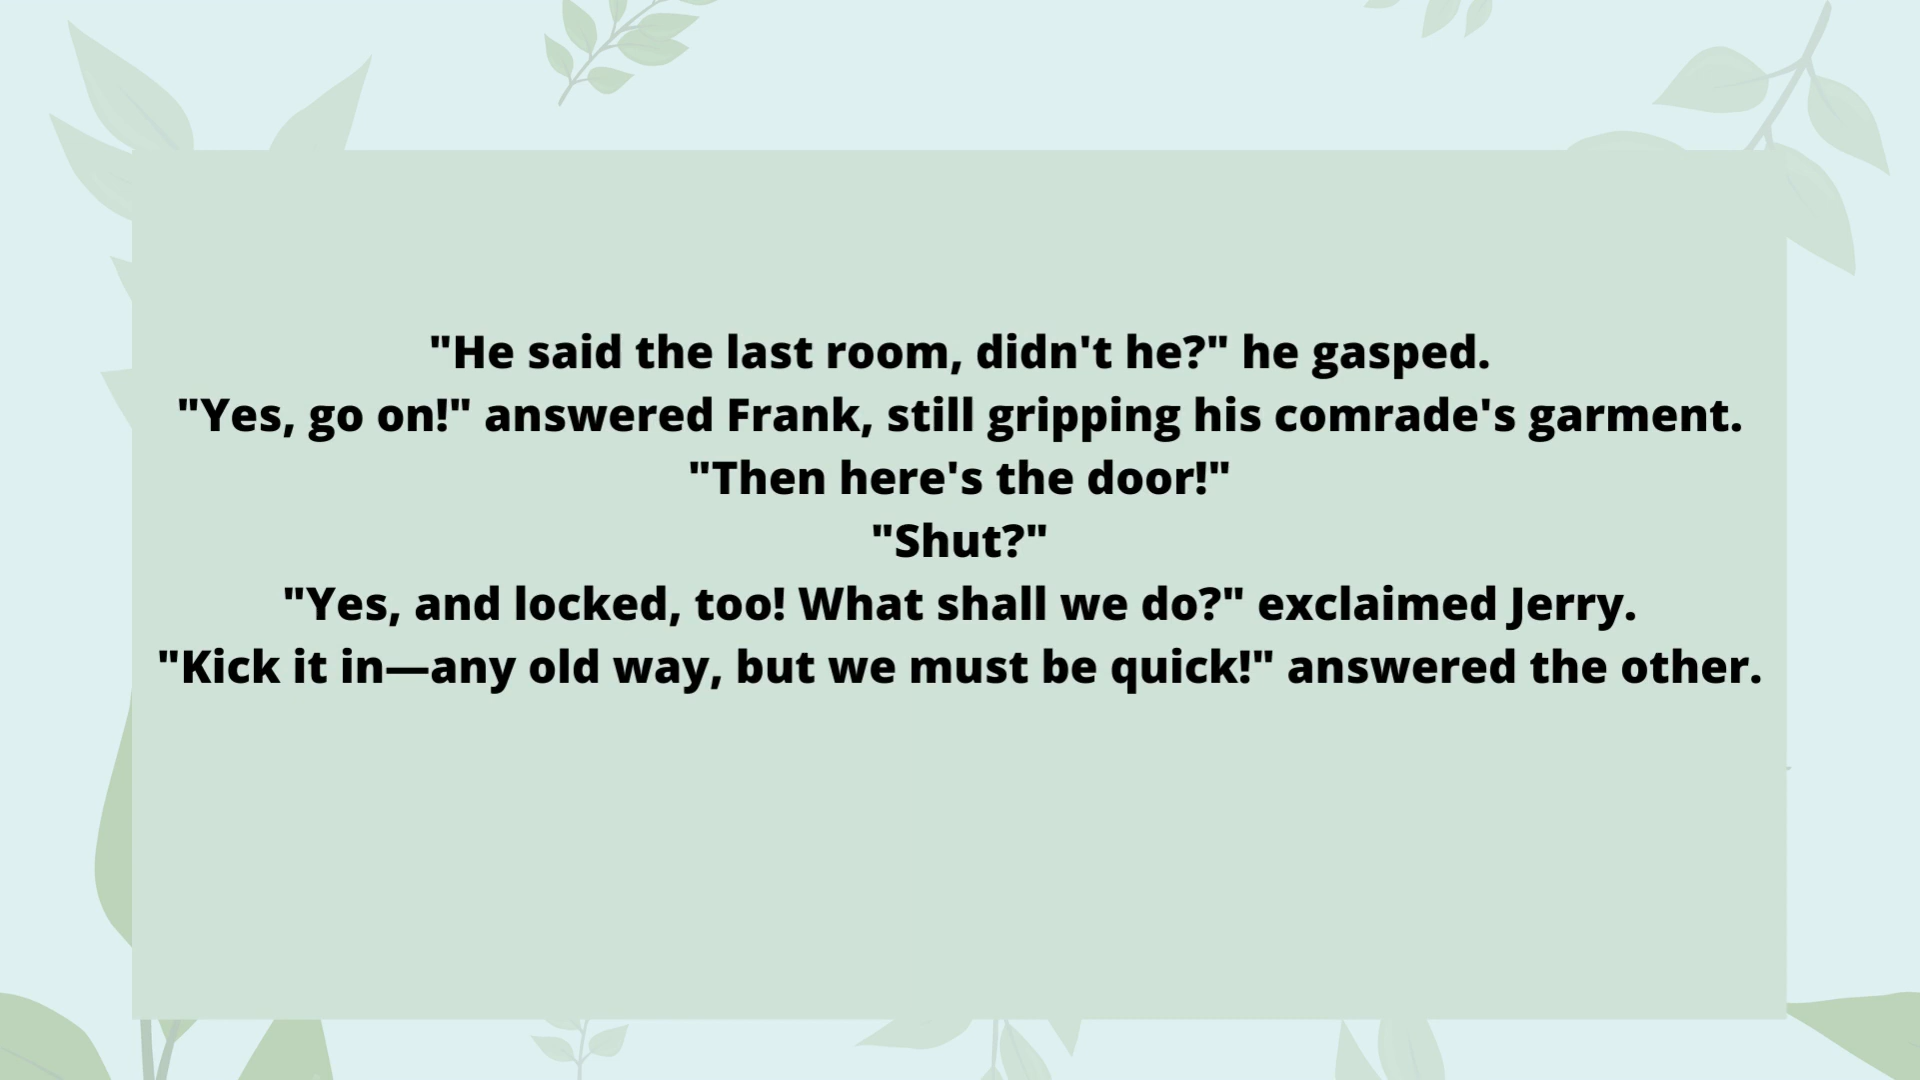 "He said the last room, didn't he?" he gasped.
"Yes, go on!" answered Frank, still gripping his comrade's garment.
"Then here's the door!"
"Shut?"
"Yes, and locked, too! What shall we do?" exclaimed Jerry.
"Kick it in—any old way, but we must be quick!" answered the other.